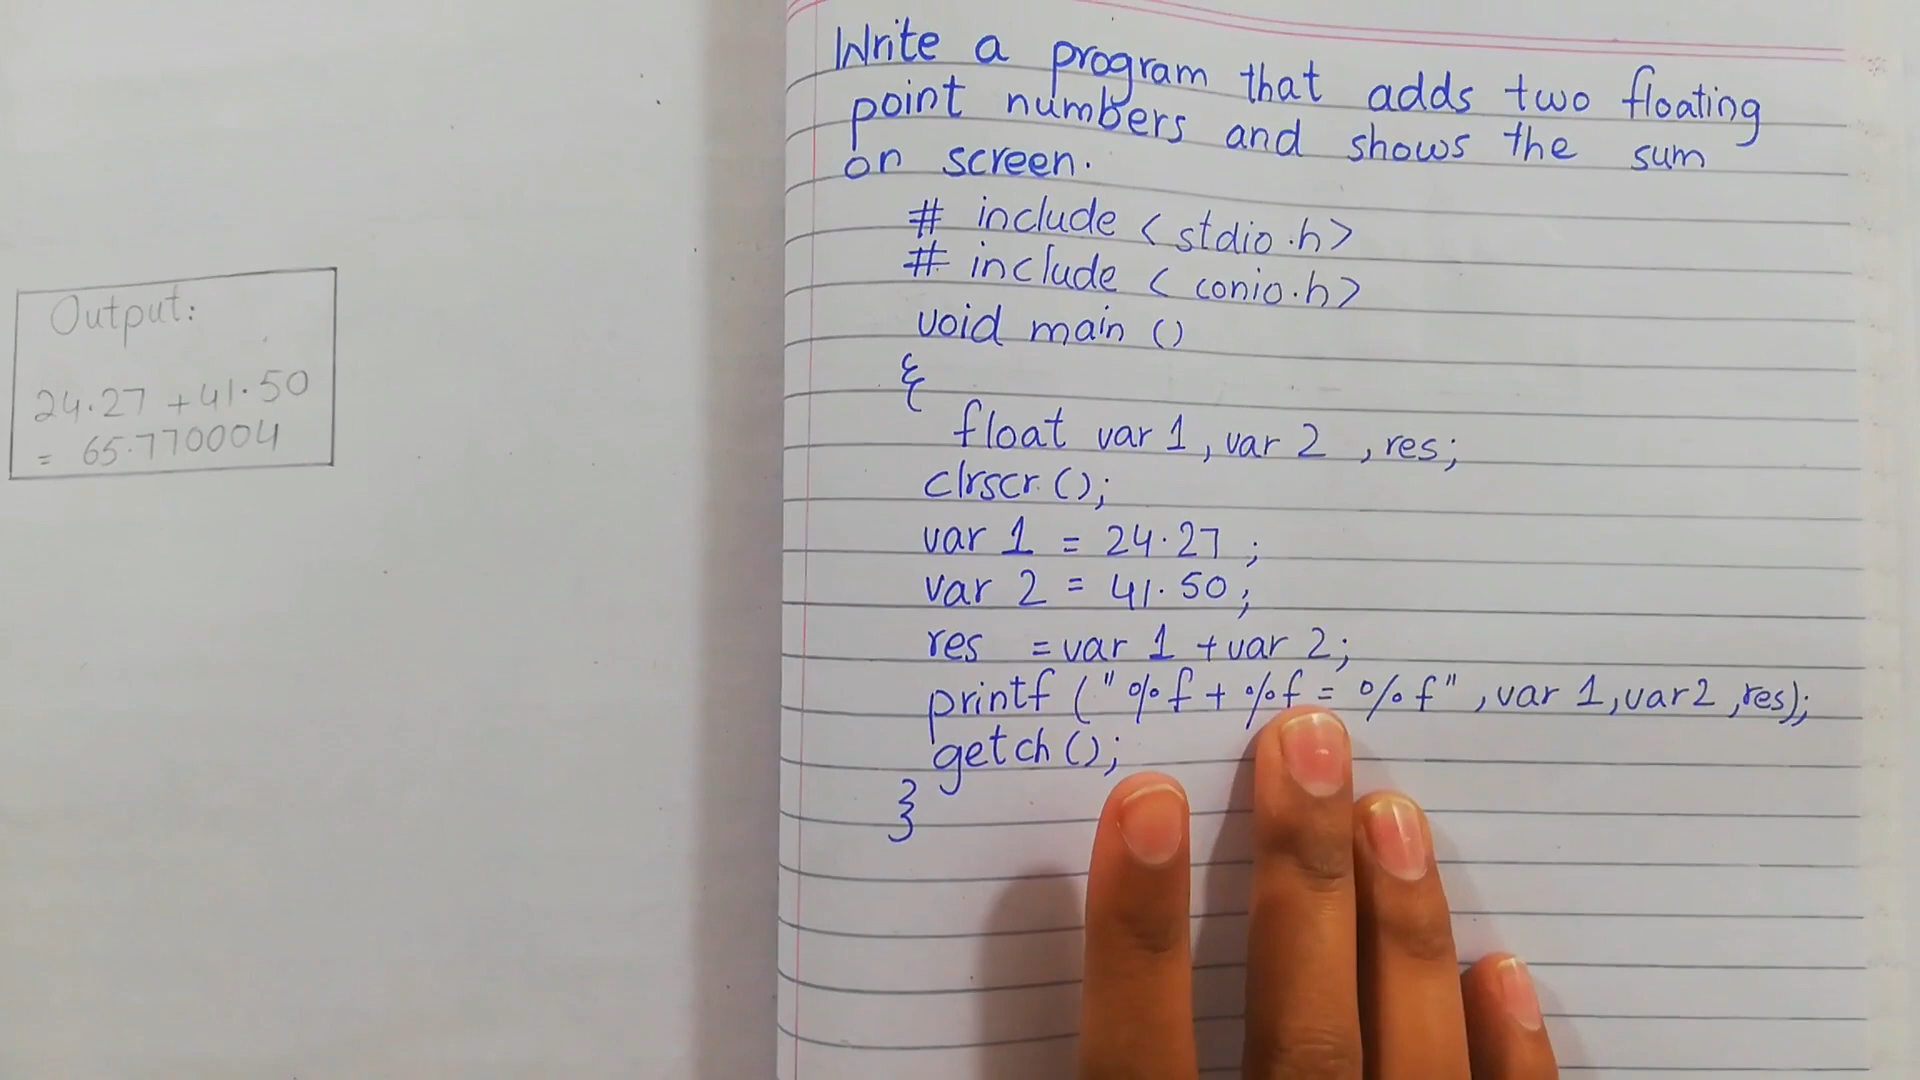 Write a program that adds two floating
point numbers and shows the sum
on screen.
# include < stdio.h>
# include < conio.h>
void main ()
{
float var 1, var 2 , res;
clrscr ();
var 1 = 24.27 ;
var 2 = 41.50;
res = var 1 + var 2;
printf (" %f + %f = %f" , var 1, var2 , res);
getch ();
}
Output:
24.27 + 41.50
= 65.770004